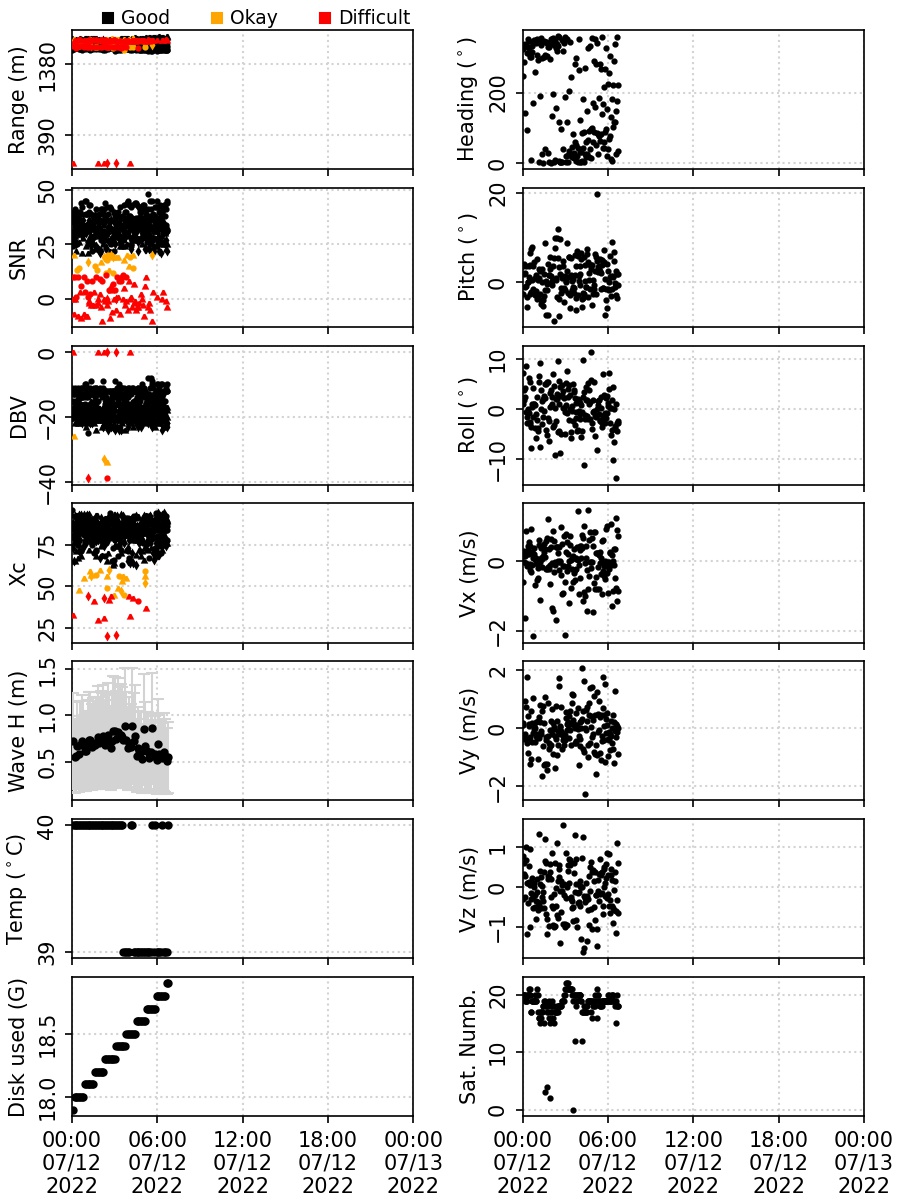 Good Okay Difficult
Range (m)
1380
390
Heading (°)
200
0
SNR
50
25
0
Pitch (°)
20
0
DBV
0
−20
−40
Roll (°)
10
0
−10
Xc
75
50
25
Vx (m/s)
0
−2
Wave H (m)
1.5
1.0
0.5
Vy (m/s)
2
0
−2
Temp (°C)
40
39
Vz (m/s)
1
0
−1
Disk used (G)
18.5
18.0
Sat. Numb.
20
10
0
00:00 06:00 12:00 18:00 00:00
07/12 07/12 07/12 07/12 07/13
2022 2022 2022 2022 2022
00:00 06:00 12:00 18:00 00:00
07/12 07/12 07/12 07/12 07/13
2022 2022 2022 2022 2022